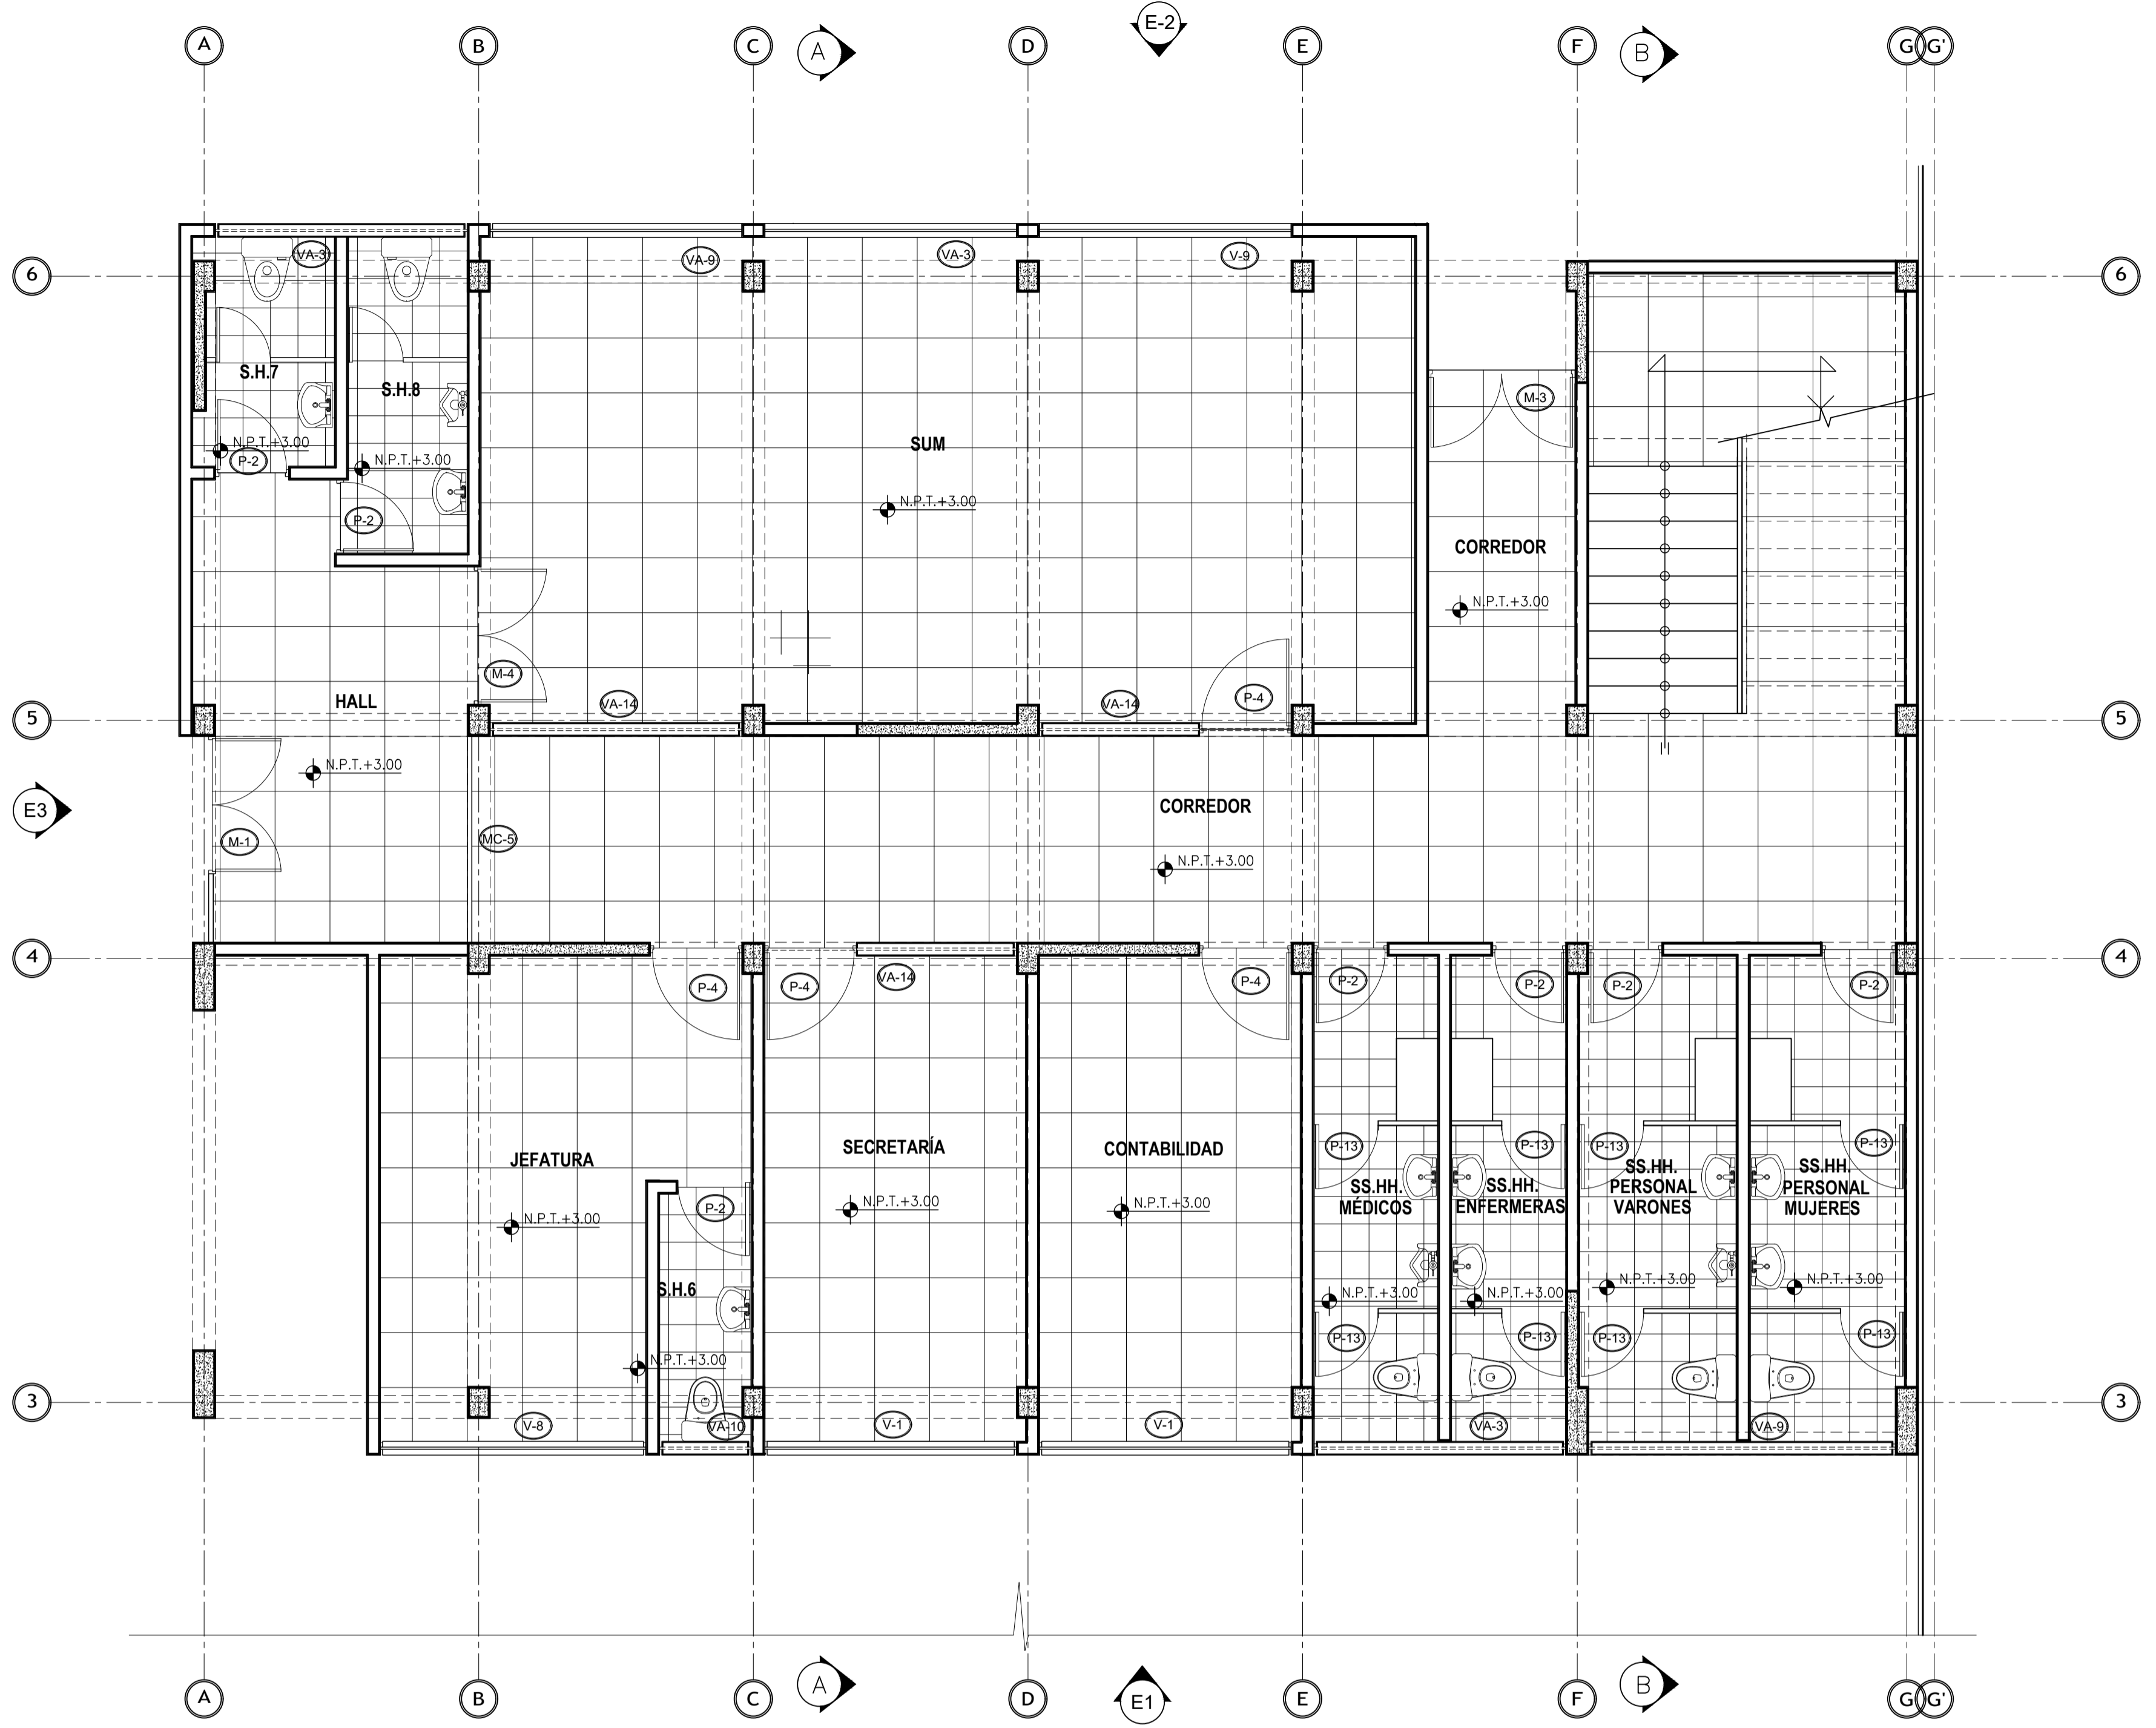 E-2
A B C A D E F B G G'
VA-3
VA-9
VA-3
V-9
6 6
S.H.7
S.H.8
M-3
N.P.T.+3.00
P-2
N.P.T.+3.00
SUM
N.P.T.+3.00
P-2
CORREDOR
N.P.T.+3.00
M-4
HALL
VA-14
VA-14
P-4
5 5
N.P.T.+3.00
E3
M-1
MC-5
CORREDOR
N.P.T.+3.00
4 4
P-4
P-4
VA-14
P-4
P-2
P-2
P-2
P-2
JEFATURA
N.P.T.+3.00
SECRETARÍA
N.P.T.+3.00
CONTABILIDAD
N.P.T.+3.00
P-13
P-13
P-13
P-13
SS.HH.
MÉDICOS
SS.HH.
ENFERMERAS
SS.HH.
PERSONAL
VARONES
SS.HH.
PERSONAL
MUJERES
P-2
S.H.6
N.P.T.+3.00
N.P.T.+3.00
N.P.T.+3.00
N.P.T.+3.00
N.P.T.+3.00
P-13
P-13
P-13
P-13
3 3
V-8
VA-10
V-1
V-1
VA-3
VA-9
A B C A D E1 E F B G G'